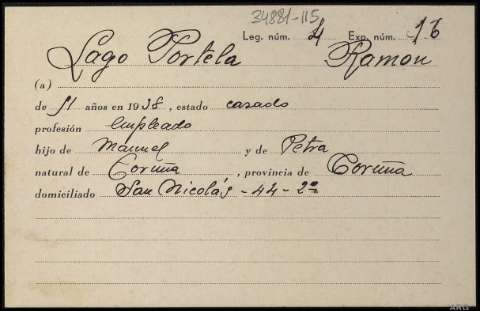 34881-115
Leg. núm. 4 Exp. núm. 16
Lago Portela Ramon
(a)
de 51 años en 1938, estado casado
profesión empleado
hijo de Manuel y de Petra
natural de Coruña, provincia de Coruña
domiciliado San Nicolás - 44 - 2º